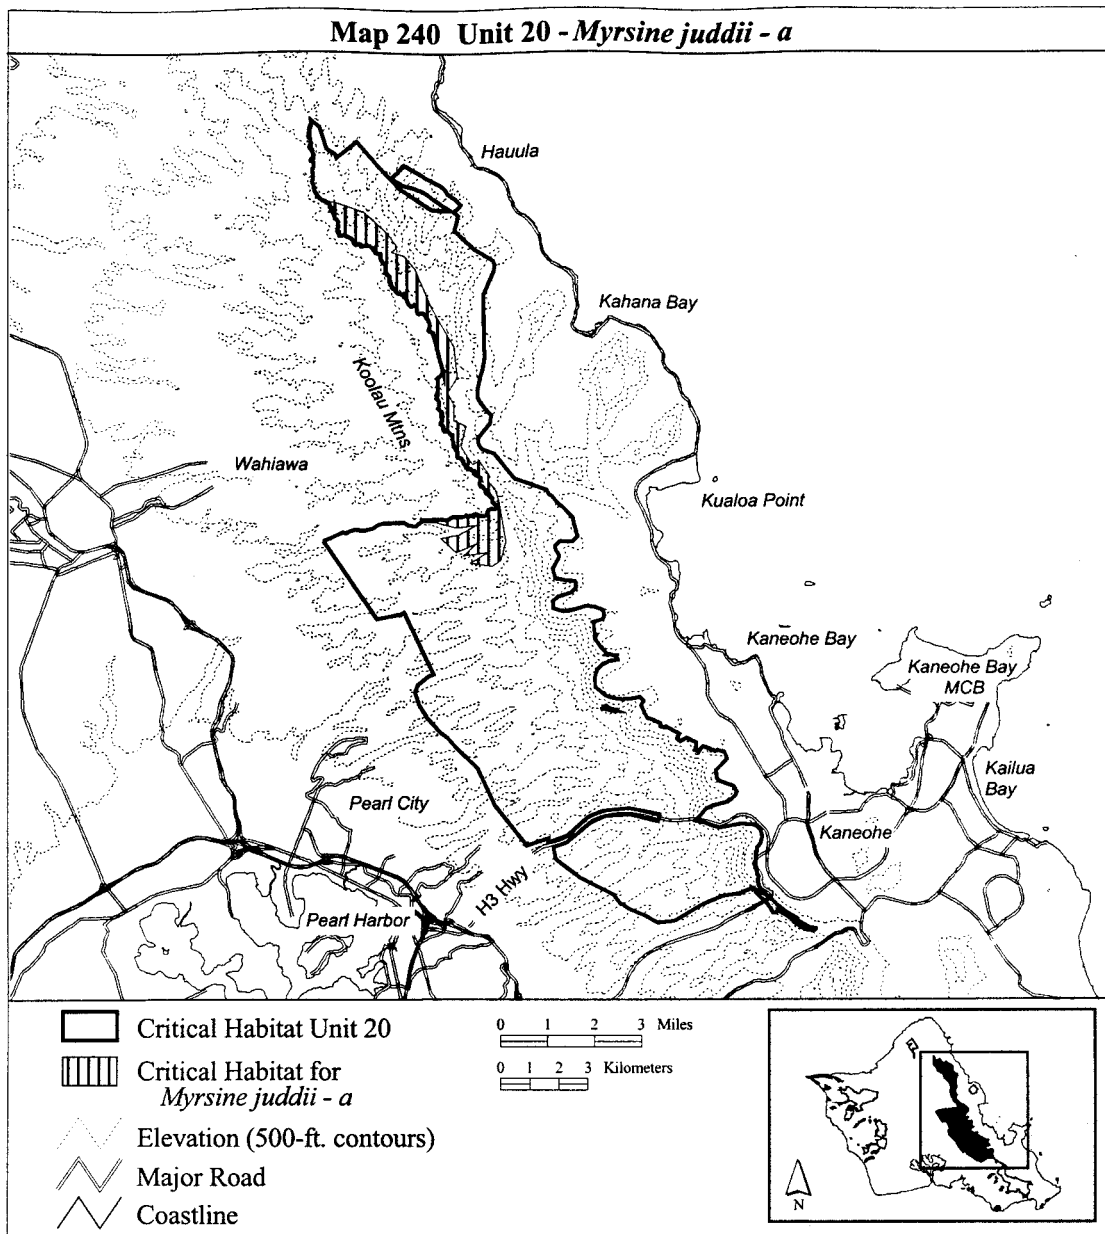 Map 240 Unit 20 - Myrsine juddii - a
Hauula
Kahana Bay
Koolau Mtns
Wahiawa
Kualoa Point
Kaneohe Bay
Kaneohe Bay
MCB
Kailua
Bay
Pearl City
Kaneohe
H3 Hwy
Pearl Harbor
Critical Habitat Unit 20
Critical Habitat for
Myrsine juddii - a
Elevation (500-ft. contours)
Major Road
Coastline
0 1 2 3 Miles
0 1 2 3 Kilometers
N